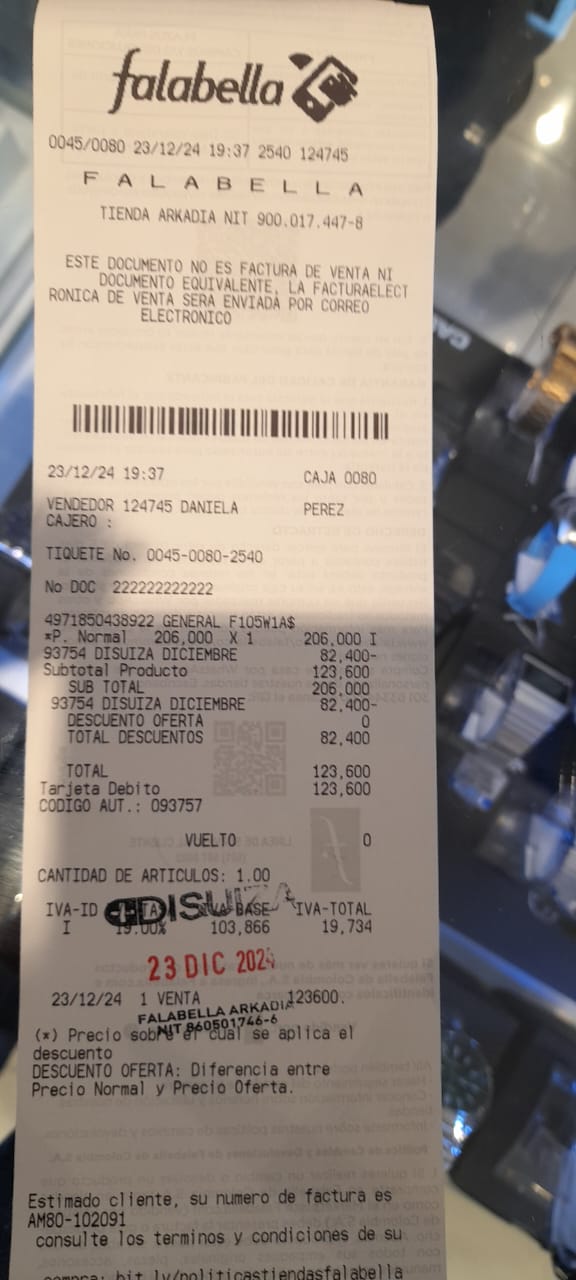 falabella
0045/0080 23/12/24 19:37 2540 124745
F A L A B E L L A
TIENDA ARKADIA NIT 900.017.447-8
ESTE DOCUMENTO NO ES FACTURA DE VENTA NI
DOCUMENTO EQUIVALENTE, LA FACTURAELECT
RONICA DE VENTA SERA ENVIADA POR CORREO
ELECTRONICO
23/12/24 19:37 CAJA 0080
VENDEDOR 124745 DANIELA PEREZ
CAJERO :
TIQUETE No. 0045-0080-2540
No DOC 222222222222
4971850438922 GENERAL F105W1A$
*P. Normal 206,000 X 1 206,000 I
93754 DISUIZA DICIEMBRE 82,400-
Subtotal Producto 123,600
SUB TOTAL 206,000
93754 DISUIZA DICIEMBRE 82,400-
DESCUENTO OFERTA 0
TOTAL DESCUENTOS 82,400
TOTAL 123,600
Tarjeta Debito 123,600
CODIGO AUT.: 093757
VUELTO 0
CANTIDAD DE ARTICULOS: 1.00
DISUIZA
IVA-ID BASE IVA-TOTAL
I 19.00% 103,866 19,734
23 DIC 2024
23/12/24 1 VENTA 123600.
FALABELLA ARKADIA
NIT 860501746-6
(*) Precio sobre el cual se aplica el
descuento
DESCUENTO OFERTA: Diferencia entre
Precio Normal y Precio Oferta.
Estimado cliente, su numero de factura es
AM80-102091
consulte los terminos y condiciones de su
compra: bit.ly/politicastiendasfalabella